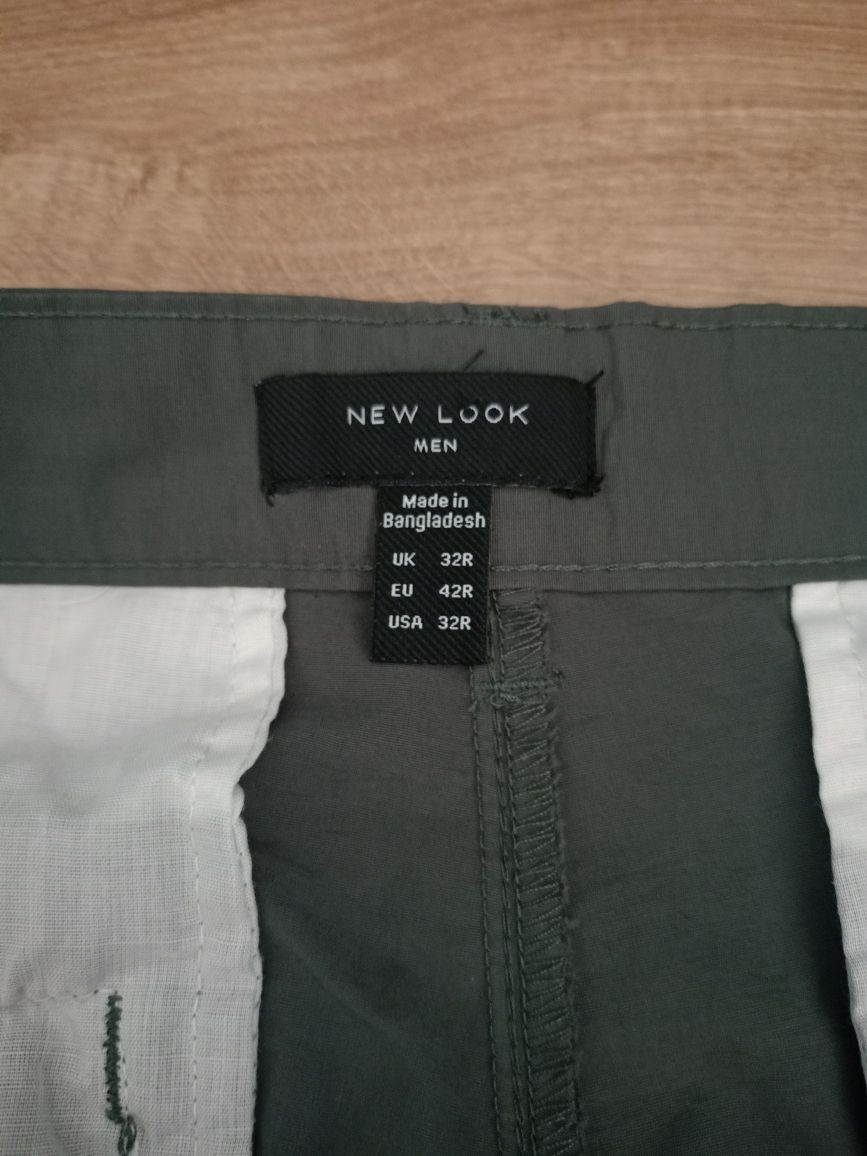 NEW LOOK
MEN
Made in
Bangladesh
UK 32R
EU 42R
USA 32R